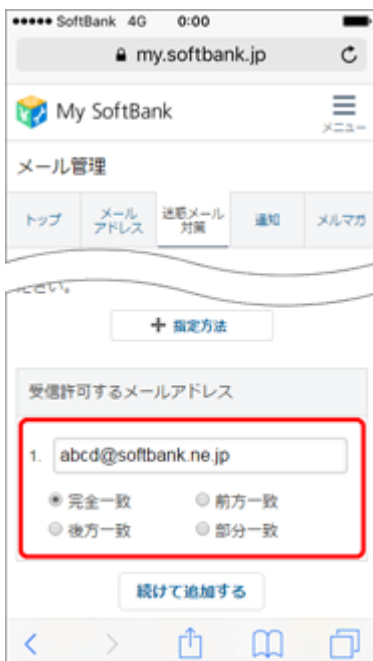 SoftBank 4G 0:00
my.softbank.jp
My SoftBank
メニュー
メール管理
トップ
メール
アドレス
迷惑メール
対策
通知
メルマガ
ださい。
+ 指定方法
受信許可するメールアドレス
1. abcd@softbank.ne.jp
完全一致 前方一致
後方一致 部分一致
続けて追加する